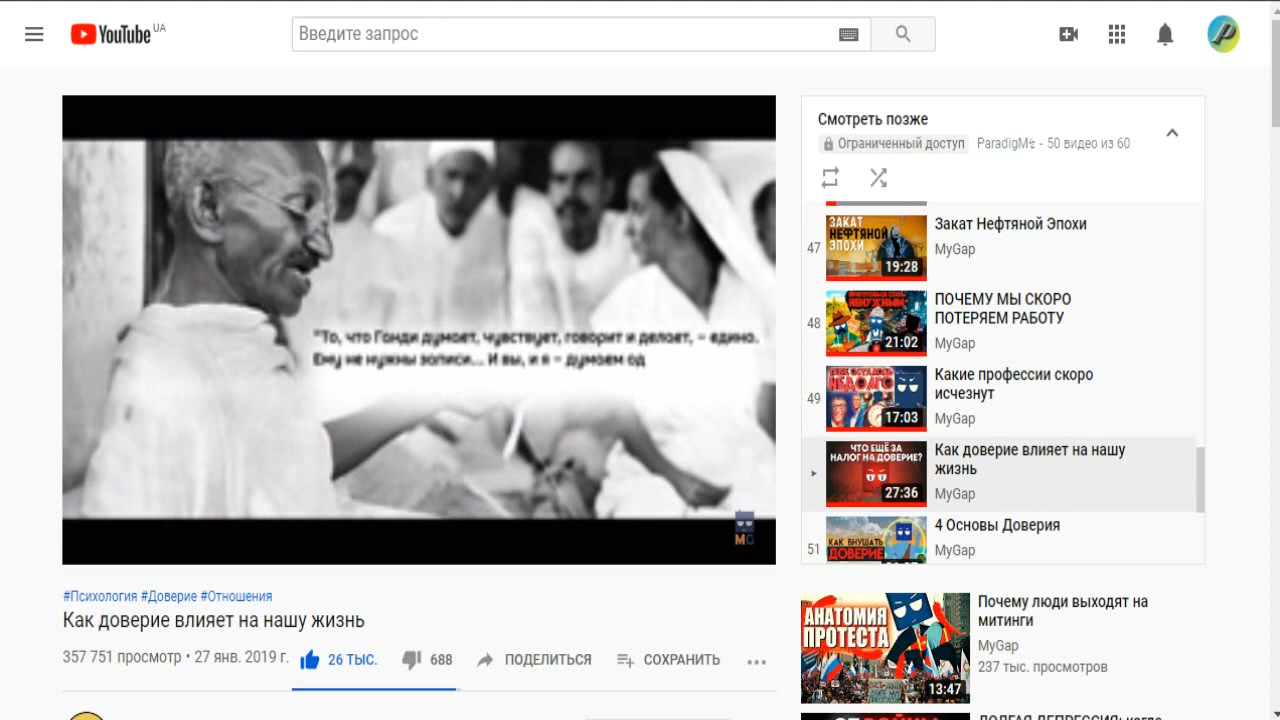 YouTube UA
Введите запрос
"То, что Ганди думает, чувствует, говорит и делает, – едино.
Ему не нужны записи... И вы, и я – думаем од
MG
#Психология #Доверие #Отношения
Как доверие влияет на нашу жизнь
357 751 просмотр • 27 янв. 2019 г.
26 ТЫС.
688
ПОДЕЛИТЬСЯ
СОХРАНИТЬ
Смотреть позже
Ограниченный доступ
ParadigM - 50 видео из 60
47
ЗАКАТ
НЕФТЯНОЙ
ЭПОХИ
19:28
Закат Нефтяной Эпохи
MyGap
48
НЕНУЖНЫМ
21:02
ПОЧЕМУ МЫ СКОРО
ПОТЕРЯЕМ РАБОТУ
MyGap
49
НЕДОЛГО
17:03
Какие профессии скоро
исчезнут
MyGap
ЧТО ЕЩЁ ЗА
НАЛОГ НА ДОВЕРИЕ?
27:36
Как доверие влияет на нашу
жизнь
MyGap
51
КАК ВНУШАТЬ
ДОВЕРИЕ
4 Основы Доверия
MyGap
АНАТОМИЯ
ПРОТЕСТА
13:47
Почему люди выходят на
митинги
MyGap
237 тыс. просмотров